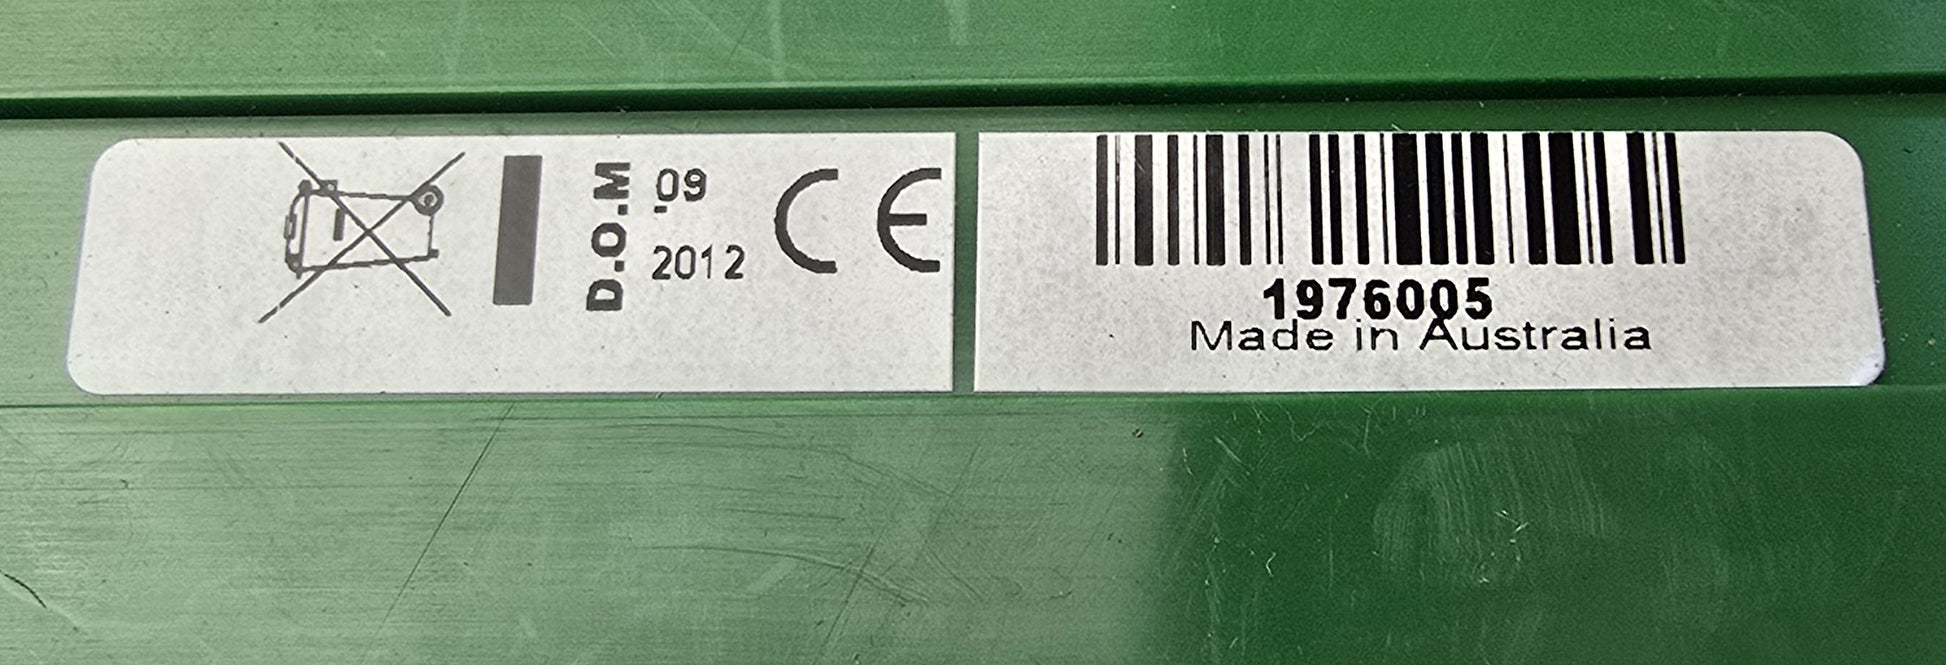 D.O.M
09
-
2012
CE
1976005
Made in Australia